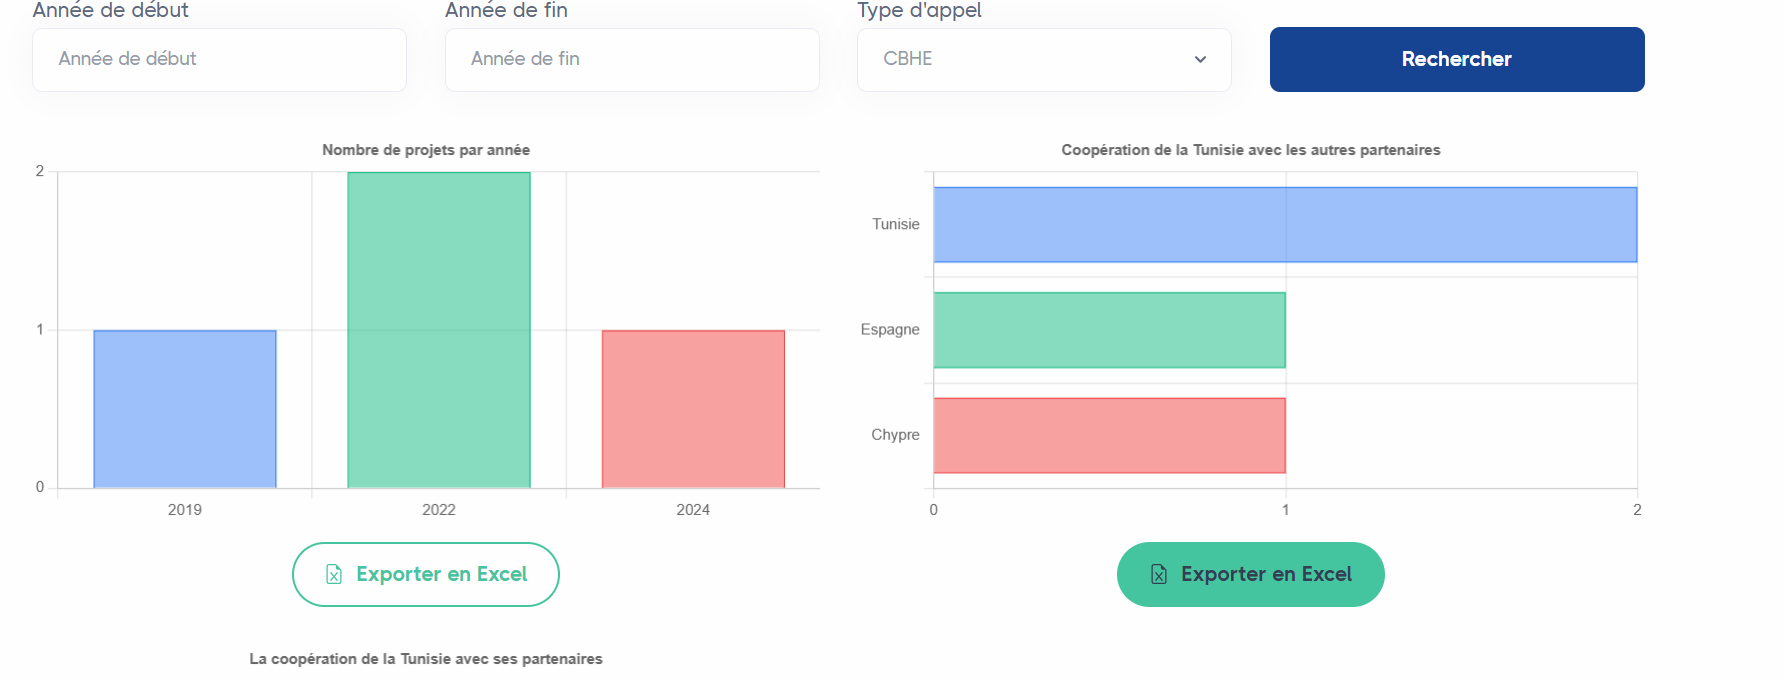 Année de début
Année de fin
Type d'appel
Année de début
Année de fin
CBHE
Rechercher
Nombre de projets par année
2
1
0
2019
2022
2024
Exporter en Excel
Coopération de la Tunisie avec les autres partenaires
Tunisie
Espagne
Chypre
0
1
2
Exporter en Excel
La coopération de la Tunisie avec ses partenaires